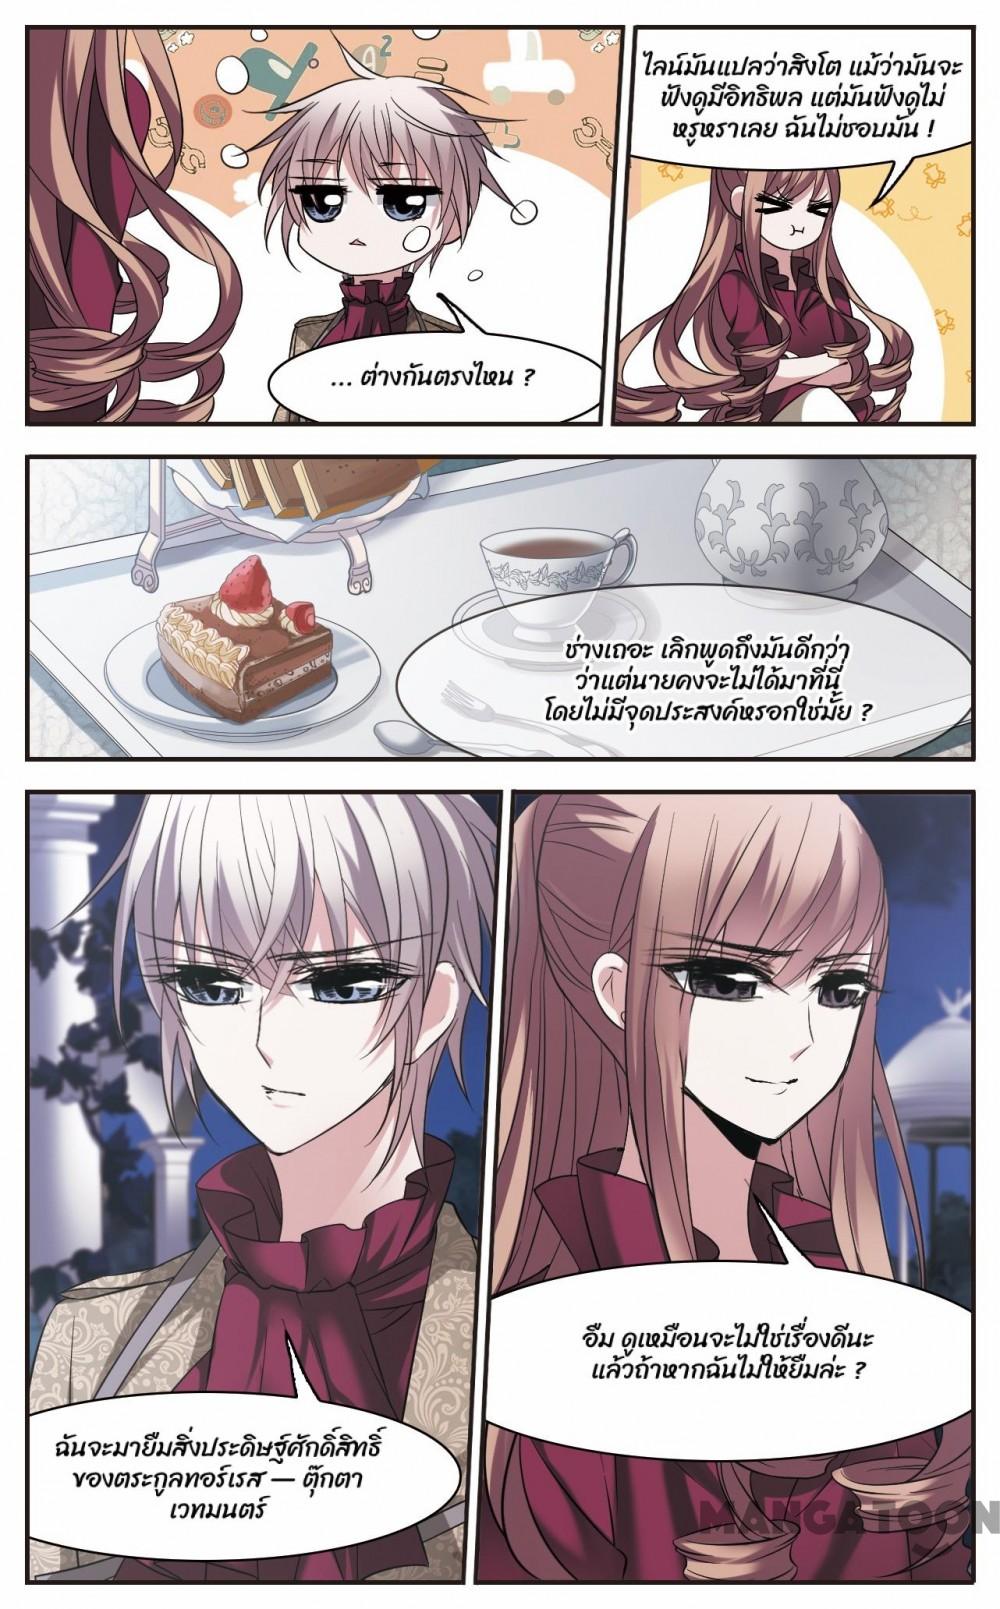 ... ต่างกันตรงไหน ?
ไลน์มันแปลว่าสิงโต แม้ว่ามันจะ
ฟังดูมีอิทธิพล แต่มันฟังดูไม่
หรูหราเลย ฉันไม่ชอบมัน !
ช่างเถอะ เลิกพูดถึงมันดีกว่า
ว่าแต่นายคงจะไม่ได้มาที่นี่
โดยไม่มีจุดประสงค์หรอกใช่มั้ย ?
ฉันจะมายืมสิ่งประดิษฐ์ศักดิ์สิทธิ์
ของตระกูลทอร์เรส — ตุ๊กตา
เวทมนตร์
อืม ดูเหมือนจะไม่ใช่เรื่องดีนะ
แล้วถ้าหากฉันไม่ให้ยืมล่ะ ?
MANGATOON